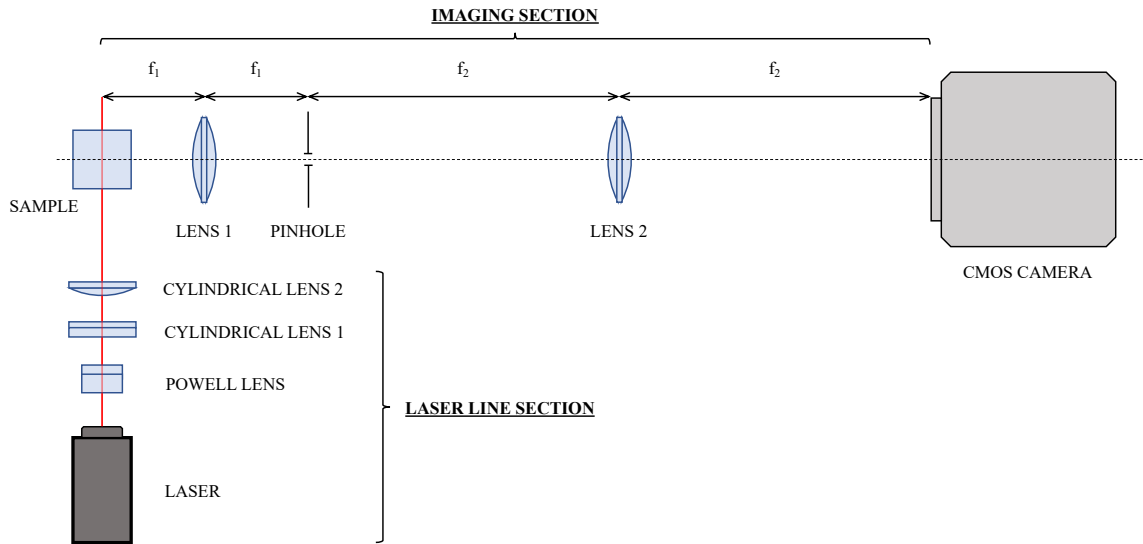 IMAGING SECTION
f₁
f₁
f₂
f₂
SAMPLE
LENS 1
PINHOLE
LENS 2
CMOS CAMERA
CYLINDRICAL LENS 2
CYLINDRICAL LENS 1
POWELL LENS
LASER LINE SECTION
LASER